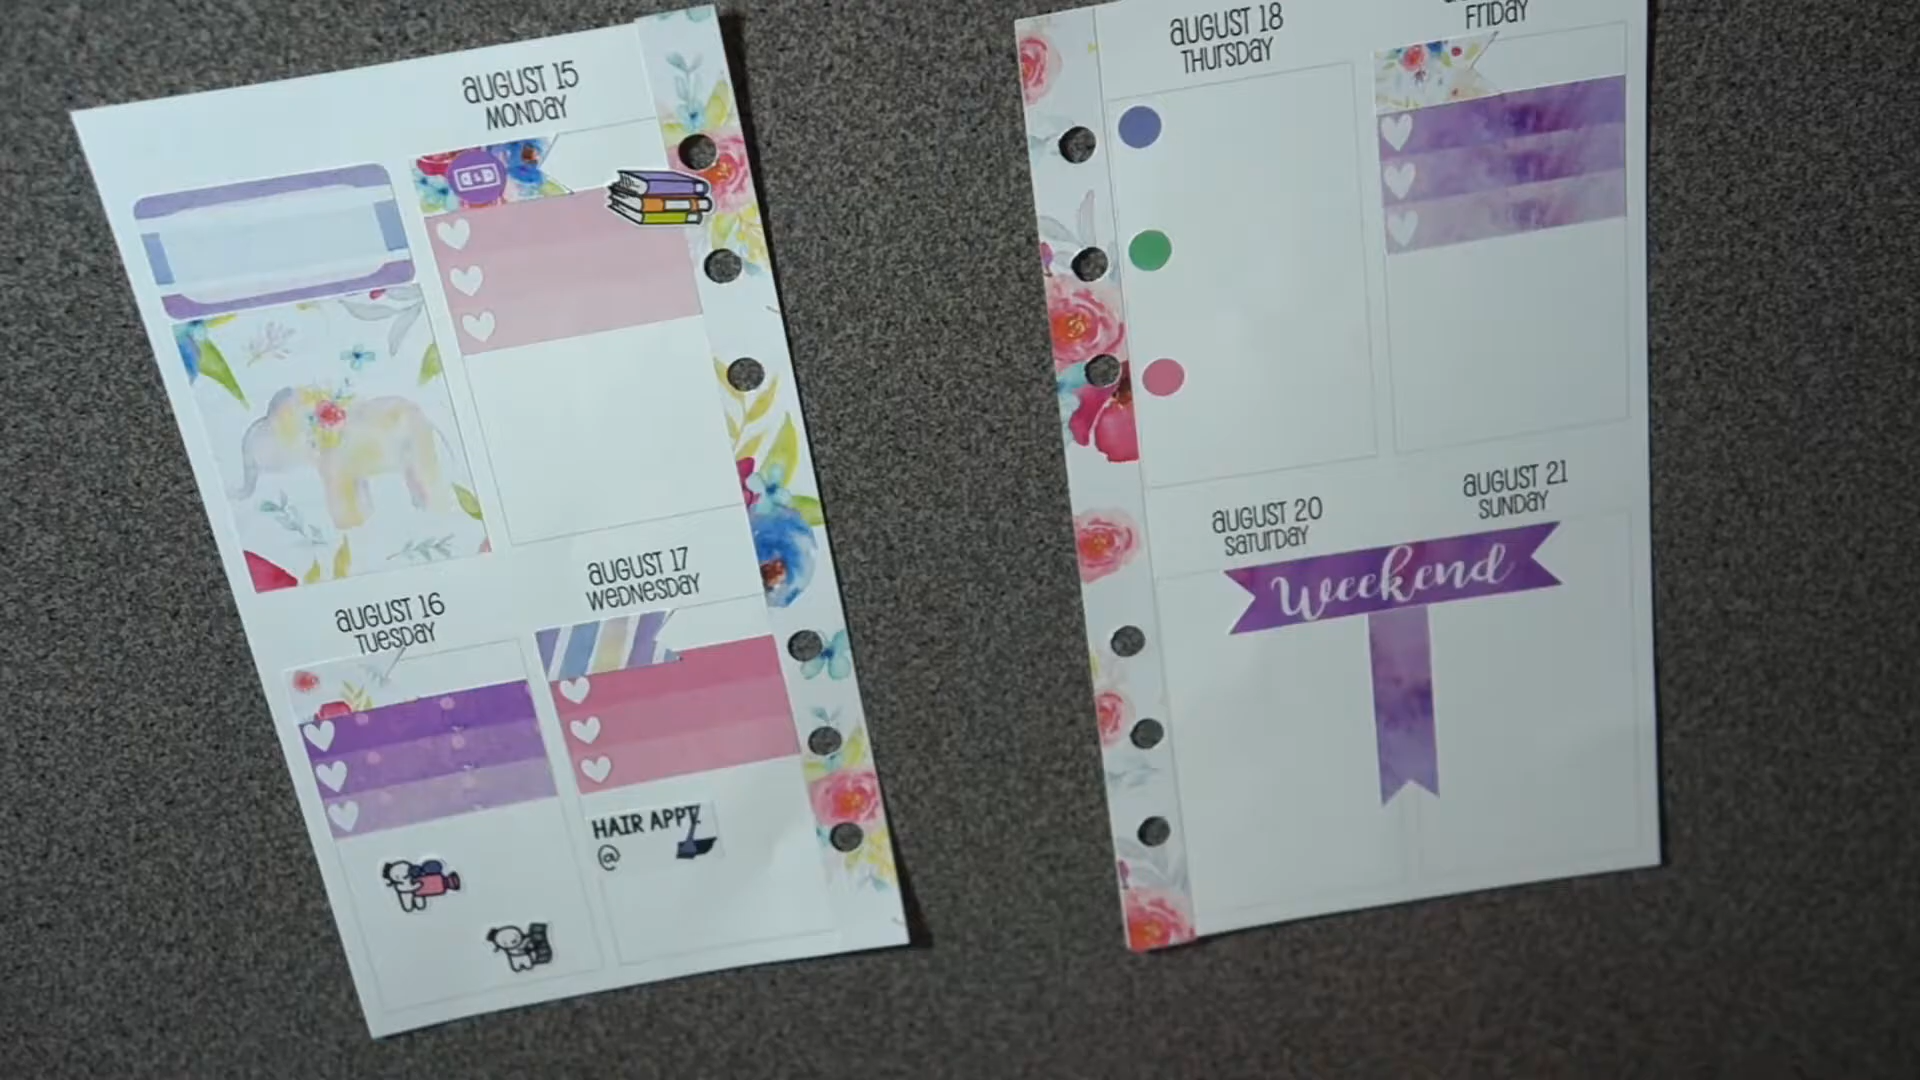 AUGUST 15
MONDAY
AUGUST 16
TUESDAY
AUGUST 17
WEDNESDAY
HAIR APPT.
@
AUGUST 18
THURSDAY
FRIDAY
AUGUST 20
SATURDAY
AUGUST 21
SUNDAY
Weekend